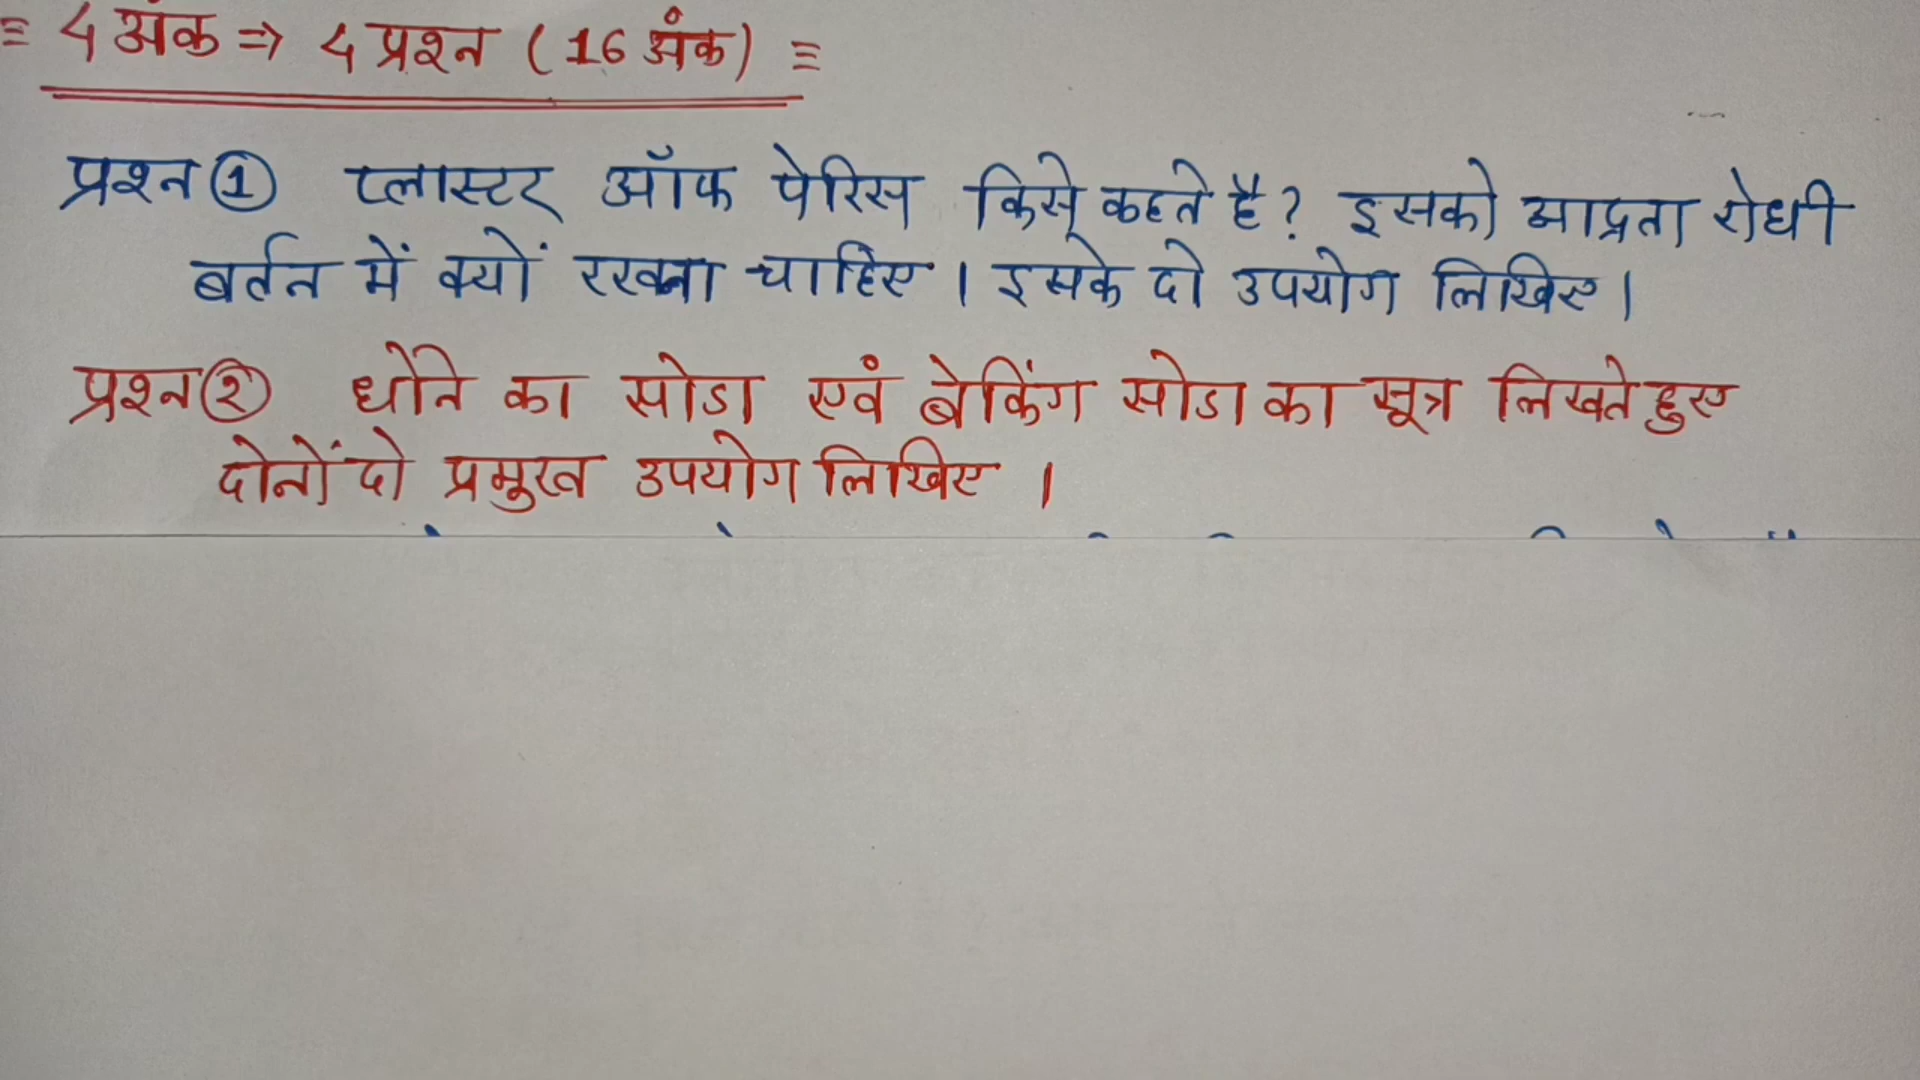 = 4 अंक => 4 प्रश्न (16 अंक) =
प्रश्न ① प्लास्टर ऑफ पेरिस किसे कहते है? इसको आद्रता रोधी
बर्तन में क्यों रखना चाहिए। इसके दो उपयोग लिखिए।
प्रश्न ② धोने का सोडा एवं बेकिंग सोडा का सूत्र लिखते हुए
दोनों दो प्रमुख उपयोग लिखिए ।